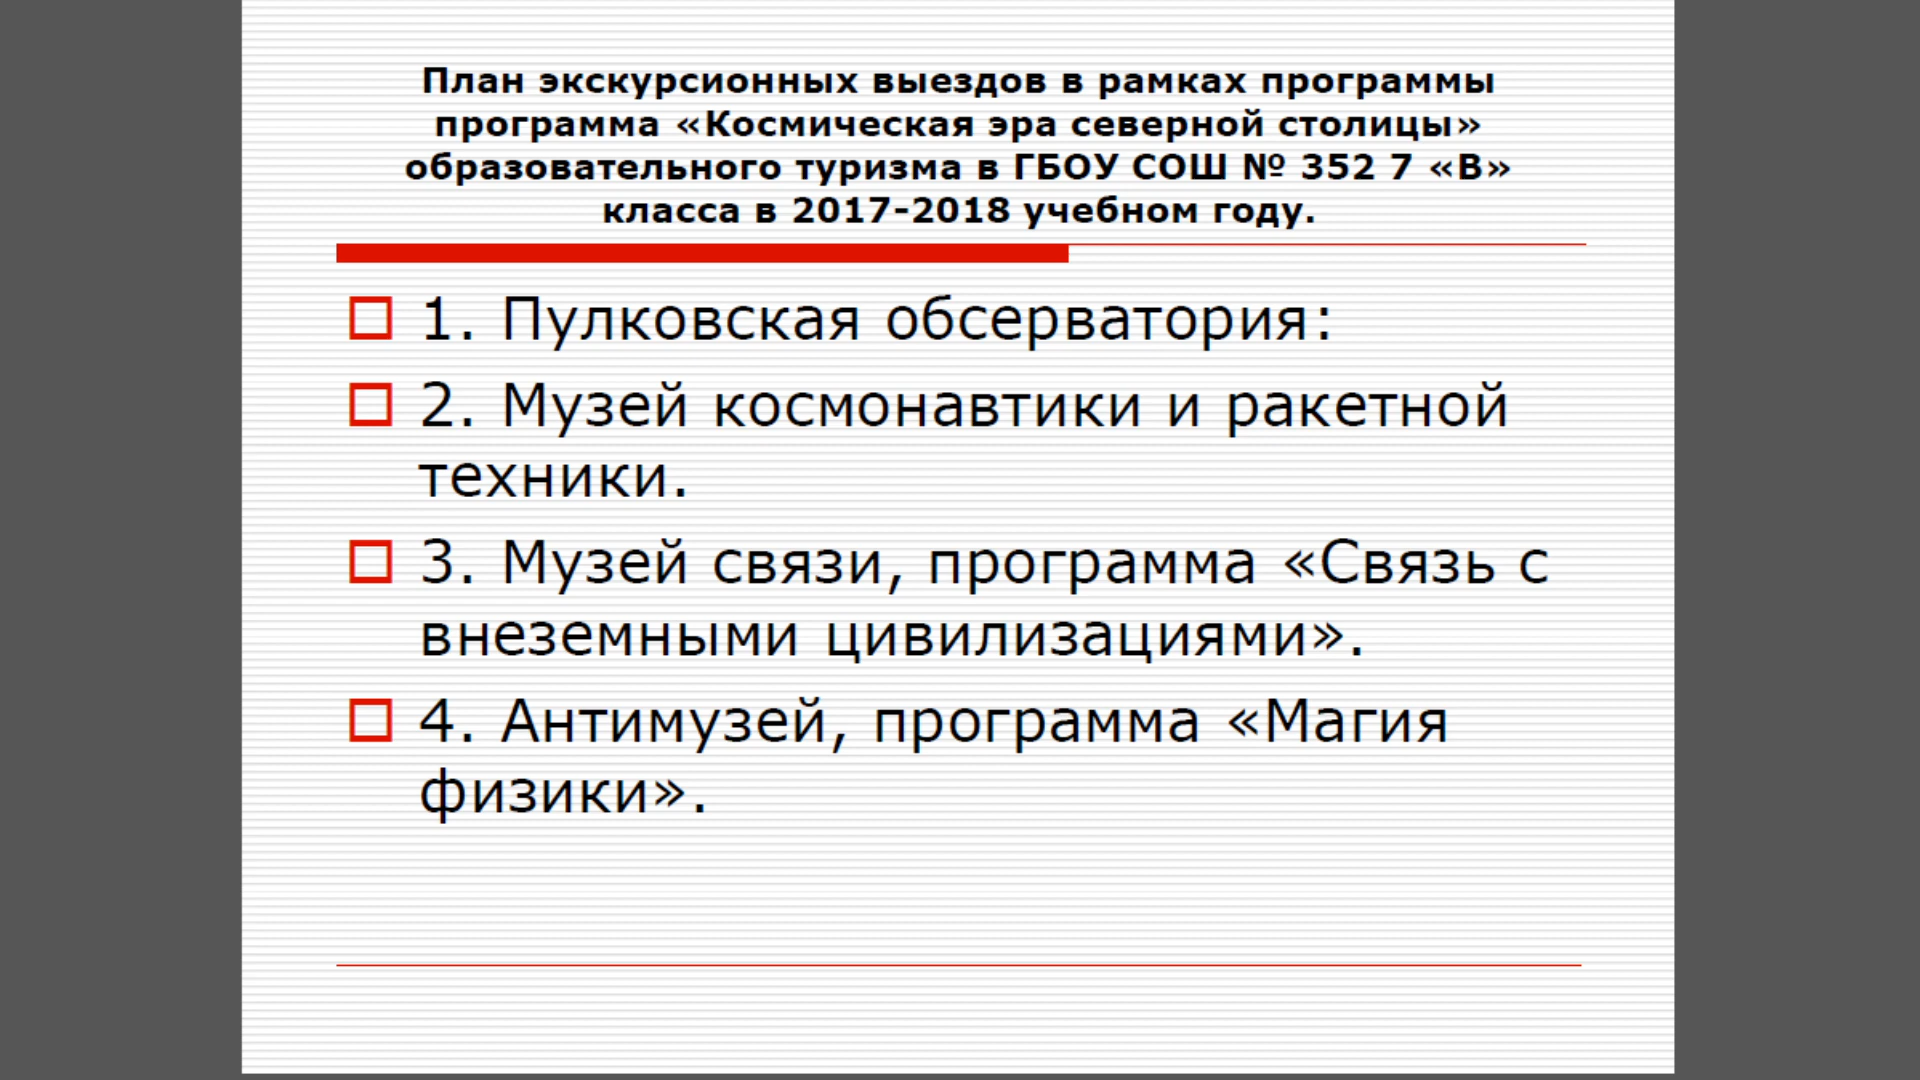 План экскурсионных выездов в рамках программы
программа «Космическая эра северной столицы»
образовательного туризма в ГБОУ СОШ № 352 7 «В»
класса в 2017-2018 учебном году.
1. Пулковская обсерватория:
2. Музей космонавтики и ракетной
техники.
3. Музей связи, программа «Связь с
внеземными цивилизациями».
4. Антимузей, программа «Магия
физики».